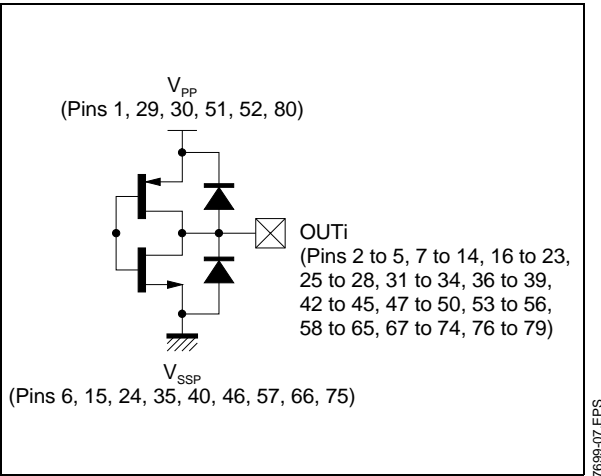 VPP
(Pins 1, 29, 30, 51, 52, 80)
OUTi
(Pins 2 to 5, 7 to 14, 16 to 23,
25 to 28, 31 to 34, 36 to 39,
42 to 45, 47 to 50, 53 to 56,
58 to 65, 67 to 74, 76 to 79)
VSSP
(Pins 6, 15, 24, 35, 40, 46, 57, 66, 75)
7699-07.EPS